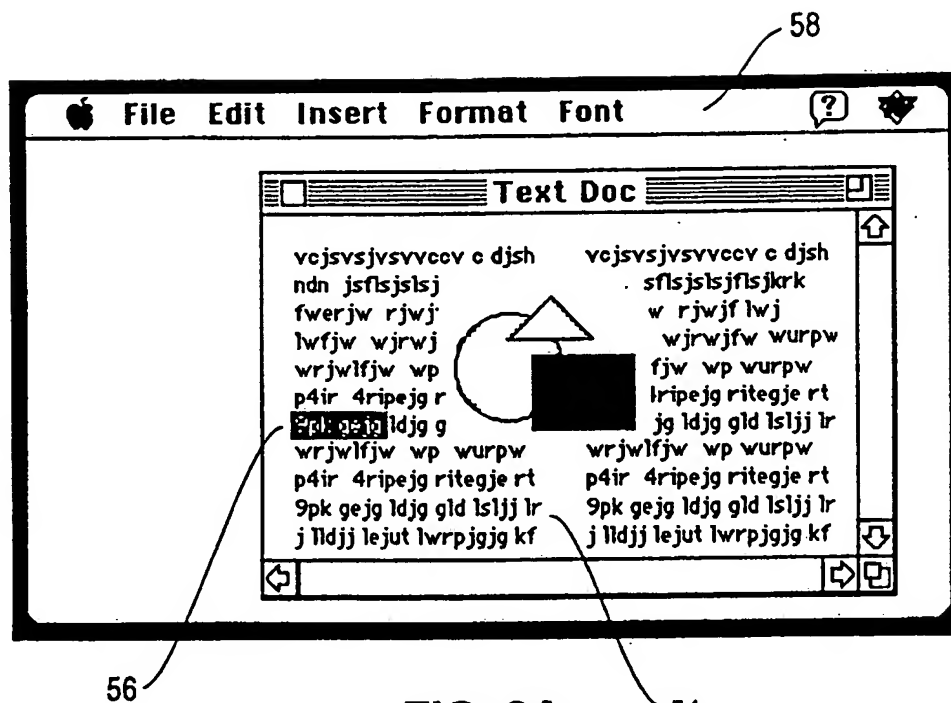 58
File Edit Insert Format Font ?
Text Doc
vcjsvsjvsvvccv c djsh
ndn jsflsjslsj
fwerjw rjwj
lwfjw wjrwj
wrjwlfjw wp
p4ir 4ripejg r
9pk gejg ldjg g
wrjwlfjw wp wurpw
p4ir 4ripejg ritegje rt
9pk gejg ldjg gld lsljj lr
j lldjj lejut lwrpjgjg kf
vcjsvsjvsvvccv c djsh
sflsjslsjflsjkrk
w rjwjf lwj
wjrwjfw wurpw
fjw wp wurpw
lripejg ritegje rt
jg ldjg gld lsljj lr
wrjwlfjw wp wurpw
p4ir 4ripejg ritegje rt
9pk gejg ldjg gld lsljj lr
j lldjj lejut lwrpjgjg kf
56